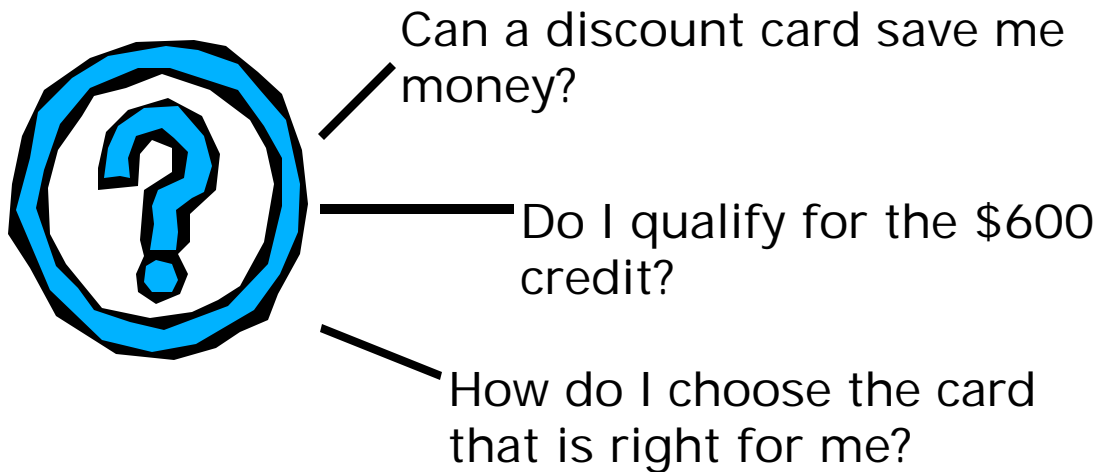 Can a discount card save me
money?
Do I qualify for the $600
credit?
How do I choose the card
that is right for me?